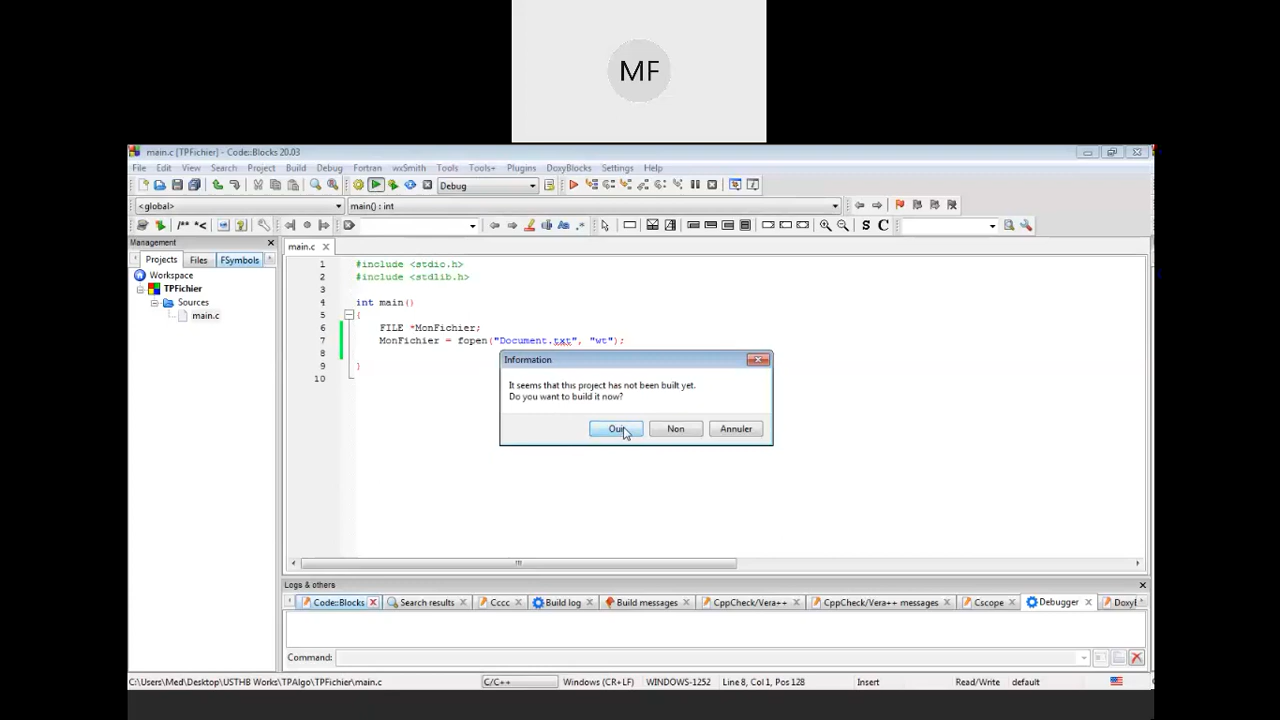 MF
main.c [TPFichier] - Code::Blocks 20.03
File Edit View Search Project Build Debug Fortran wxSmith Tools Tools+ Plugins DoxyBlocks Settings Help
Debug
<global> main() : int
/** *<
S C
Management
main.c
Projects Files FSymbols
Workspace
TPFichier
Sources
main.c
1 #include <stdio.h>
2 #include <stdlib.h>
3
4 int main()
5 {
6 FILE *MonFichier;
7 MonFichier = fopen("Document.txt", "wt");
8
9 }
10
Information
It seems that this project has not been built yet.
Do you want to build it now?
Oui Non Annuler
Logs & others
Code::Blocks Search results Cccc Build log Build messages CppCheck/Vera++ CppCheck/Vera++ messages Cscope Debugger DoxyB
Command:
C:\Users\Med\Desktop\USTHB Works\TPAlgo\TPFichier\main.c C/C++ Windows (CR+LF) WINDOWS-1252 Line 8, Col 1, Pos 128 Insert Read/Write default